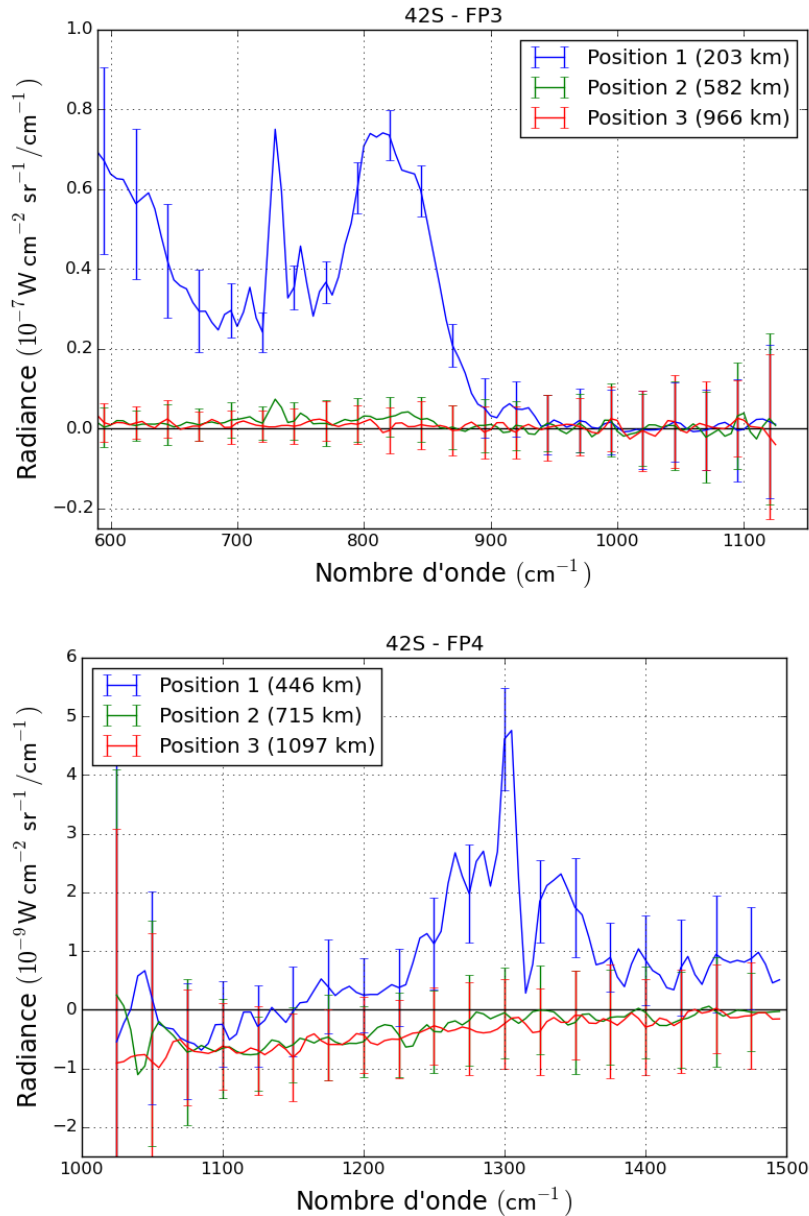 42S - FP3
1.0
0.8
0.6
0.4
0.2
0.0
−0.2
Radiance (10⁻⁷ W cm⁻² sr⁻¹/cm⁻¹)
Position 1 (203 km)
Position 2 (582 km)
Position 3 (966 km)
600 700 800 900 1000 1100
Nombre d'onde (cm⁻¹)
42S - FP4
6
5
4
3
2
1
0
−1
−2
Radiance (10⁻⁹ W cm⁻² sr⁻¹/cm⁻¹)
Position 1 (446 km)
Position 2 (715 km)
Position 3 (1097 km)
1000 1100 1200 1300 1400 1500
Nombre d'onde (cm⁻¹)